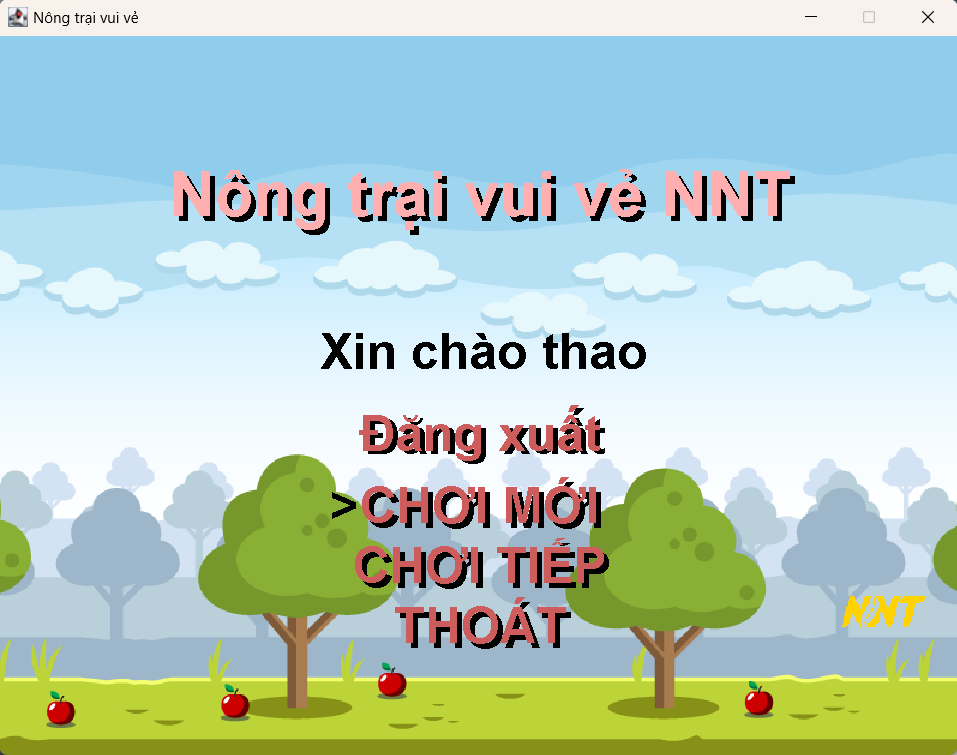 Nông trại vui vẻ
Nông trại vui vẻ NNT
Xin chào thao
Đăng xuất
>CHƠI MỚI
CHƠI TIẾP
THOÁT
NNT